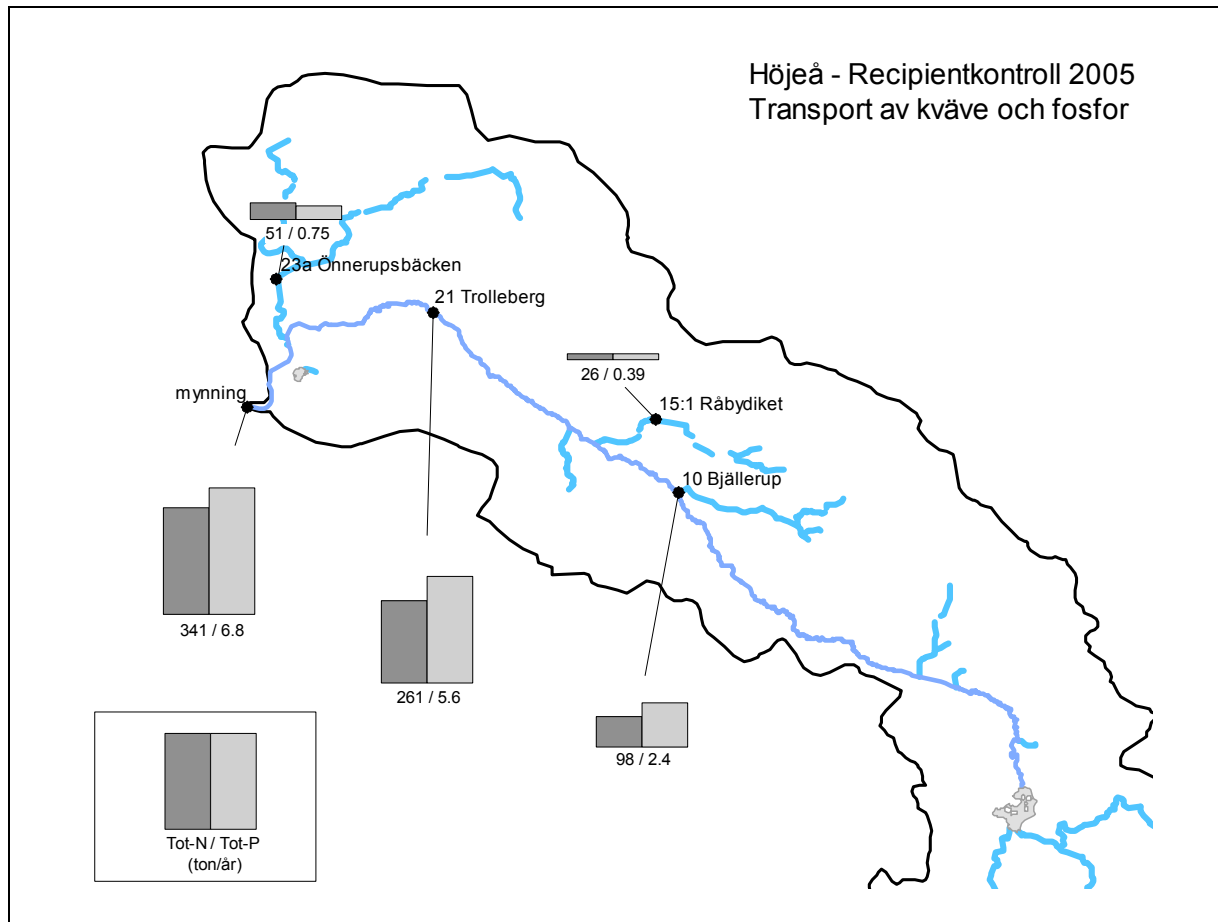 Höjeå - Recipientkontroll 2005
Transport av kväve och fosfor
51 / 0.75
23a Önnerupsbäcken
21 Trolleberg
26 / 0.39
mynning
15:1 Råbydiket
10 Bjällerup
341 / 6.8
261 / 5.6
98 / 2.4
Tot-N / Tot-P
(ton/år)